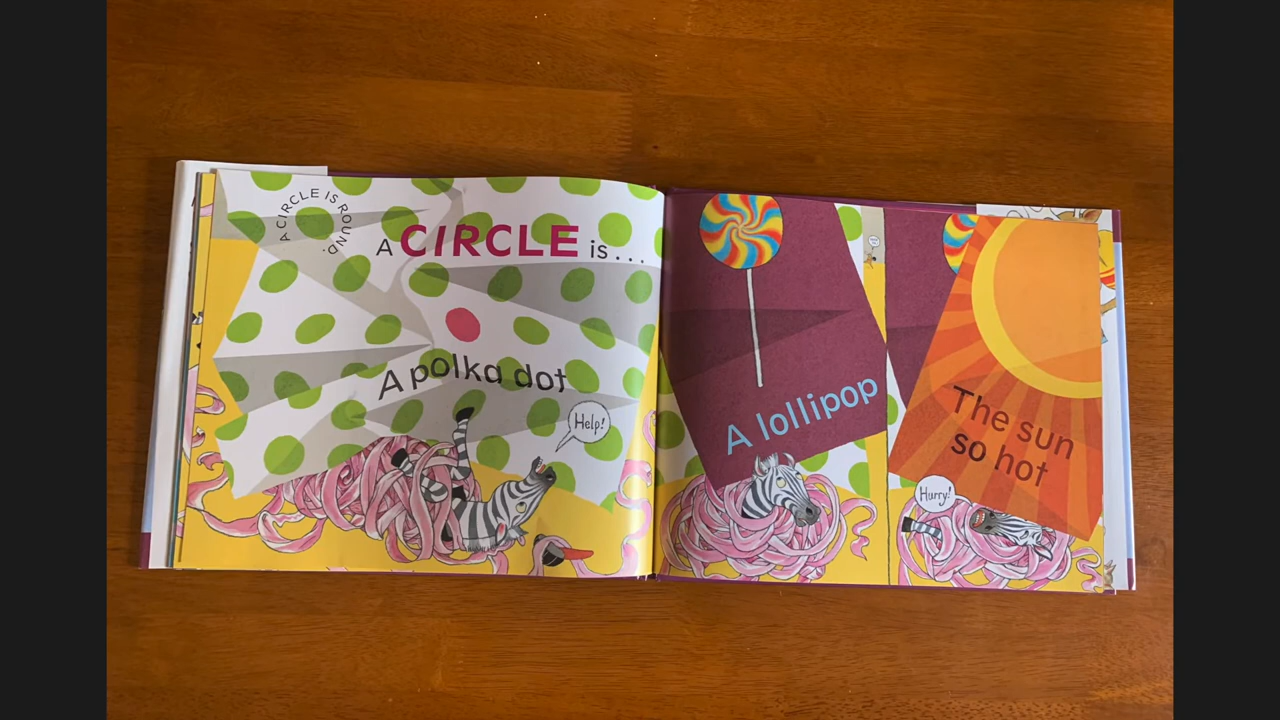 A CIRCLE IS ROUND.
A CIRCLE is...
A polka dot
Help!
A lollipop
The sun
so hot
Hurry!